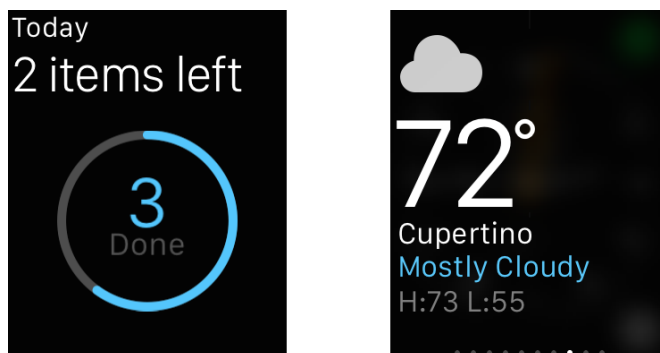 Today
2 items left
3
Done
72°
Cupertino
Mostly Cloudy
H:73 L:55